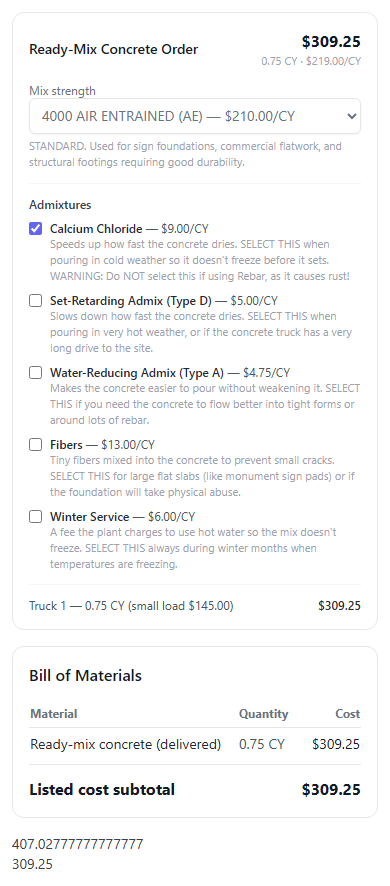 Ready-Mix Concrete Order
$309.25
0.75 CY · $219.00/CY
Mix strength
4000 AIR ENTRAINED (AE) — $210.00/CY
STANDARD. Used for sign foundations, commercial flatwork, and
structural footings requiring good durability.
Admixtures
Calcium Chloride — $9.00/CY
Speeds up how fast the concrete dries. SELECT THIS when
pouring in cold weather so it doesn't freeze before it sets.
WARNING: Do NOT select this if using Rebar, as it causes rust!
Set-Retarding Admix (Type D) — $5.00/CY
Slows down how fast the concrete dries. SELECT THIS when
pouring in very hot weather, or if the concrete truck has a very
long drive to the site.
Water-Reducing Admix (Type A) — $4.75/CY
Makes the concrete easier to pour without weakening it. SELECT
THIS if you need the concrete to flow better into tight forms or
around lots of rebar.
Fibers — $13.00/CY
Tiny fibers mixed into the concrete to prevent small cracks.
SELECT THIS for large flat slabs (like monument sign pads) or if
the foundation will take physical abuse.
Winter Service — $6.00/CY
A fee the plant charges to use hot water so the mix doesn't
freeze. SELECT THIS always during winter months when
temperatures are freezing.
Truck 1 — 0.75 CY (small load $145.00) $309.25
Bill of Materials
Material Quantity Cost
Ready-mix concrete (delivered) 0.75 CY $309.25
Listed cost subtotal $309.25
407.02777777777777
309.25